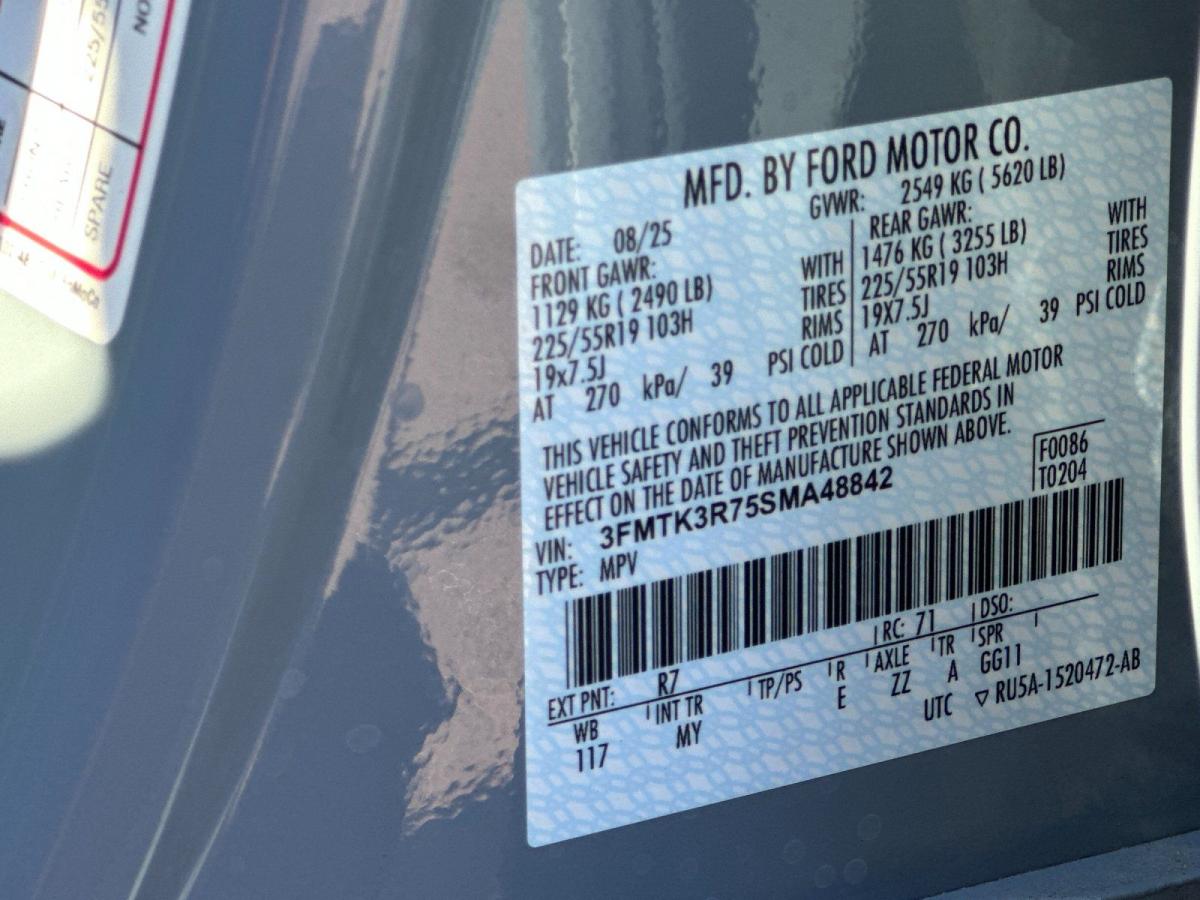 MFD. BY FORD MOTOR CO.
DATE: 08/25
GVWR: 2549 KG ( 5620 LB)
FRONT GAWR:
1129 KG ( 2490 LB)
WITH
225/55R19 103H
TIRES
19x7.5J
RIMS
AT 270 kPa/ 39 PSI COLD
REAR GAWR:
1476 KG ( 3255 LB)
WITH
225/55R19 103H
TIRES
19X7.5J
RIMS
AT 270 kPa/ 39 PSI COLD
THIS VEHICLE CONFORMS TO ALL APPLICABLE FEDERAL MOTOR
VEHICLE SAFETY AND THEFT PREVENTION STANDARDS IN
EFFECT ON THE DATE OF MANUFACTURE SHOWN ABOVE.
F0086
T0204
VIN: 3FMTK3R75SMA48842
TYPE: MPV
EXT PNT: R7
RC: 71
DSO:
WB
INT TR
TP/PS
R
AXLE
TR
SPR
117
MY
E
ZZ
A
GG11
UTC ▽ RU5A-1520472-AB
SPARE